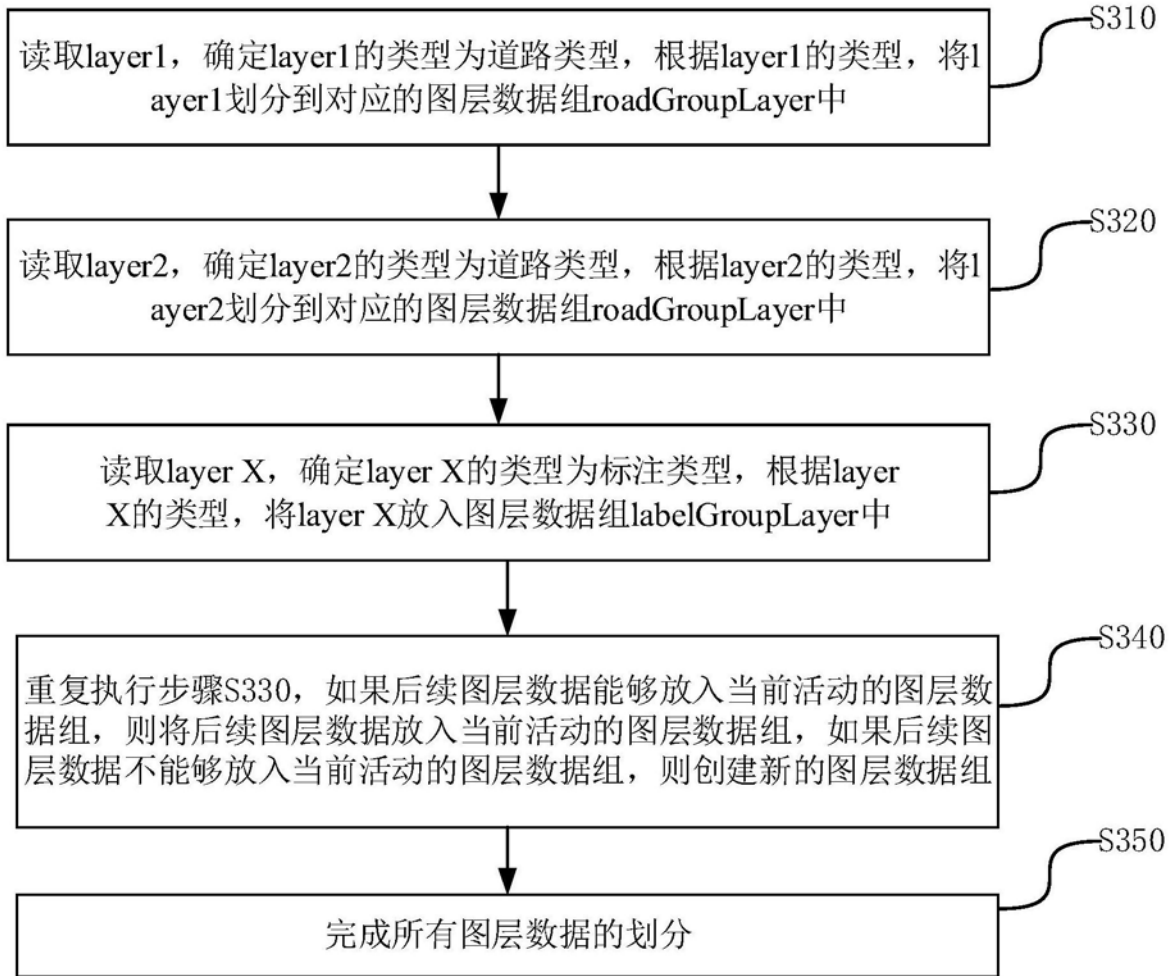 S310
读取layer1，确定layer1的类型为道路类型，根据layer1的类型，将l
ayer1划分到对应的图层数据组roadGroupLayer中
S320
读取layer2，确定layer2的类型为道路类型，根据layer2的类型，将l
ayer2划分到对应的图层数据组roadGroupLayer中
S330
读取layer X，确定layer X的类型为标注类型，根据layer
X的类型，将layer X放入图层数据组labelGroupLayer中
S340
重复执行步骤S330，如果后续图层数据能够放入当前活动的图层数
据组，则将后续图层数据放入当前活动的图层数据组，如果后续图
层数据不能够放入当前活动的图层数据组，则创建新的图层数据组
S350
完成所有图层数据的划分